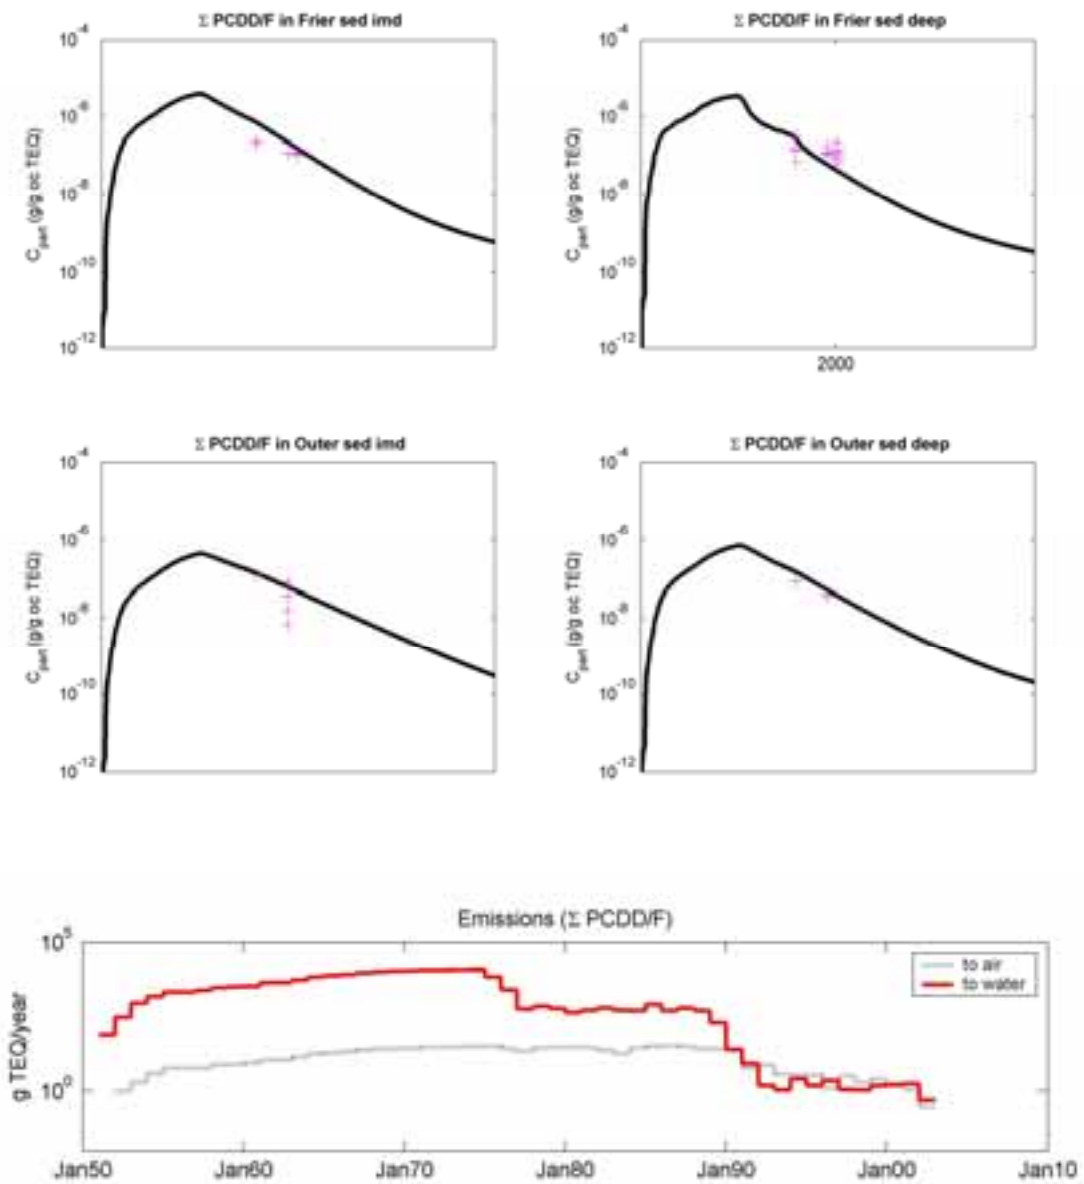 Σ PCDD/F in Frier sed imd
10⁻⁴
10⁻⁶
10⁻⁸
10⁻¹⁰
10⁻¹²
C_part (g/g oc TEQ)
Σ PCDD/F in Frier sed deep
10⁻⁴
10⁻⁶
10⁻⁸
10⁻¹⁰
10⁻¹²
C_part (g/g oc TEQ)
2000
Σ PCDD/F in Outer sed imd
10⁻⁴
10⁻⁶
10⁻⁸
10⁻¹⁰
10⁻¹²
C_part (g/g oc TEQ)
Σ PCDD/F in Outer sed deep
10⁻⁴
10⁻⁶
10⁻⁸
10⁻¹⁰
10⁻¹²
C_part (g/g oc TEQ)
Emissions (Σ PCDD/F)
10⁵
10⁰
g TEQ/year
to air
to water
Jan50 Jan60 Jan70 Jan80 Jan90 Jan00 Jan10